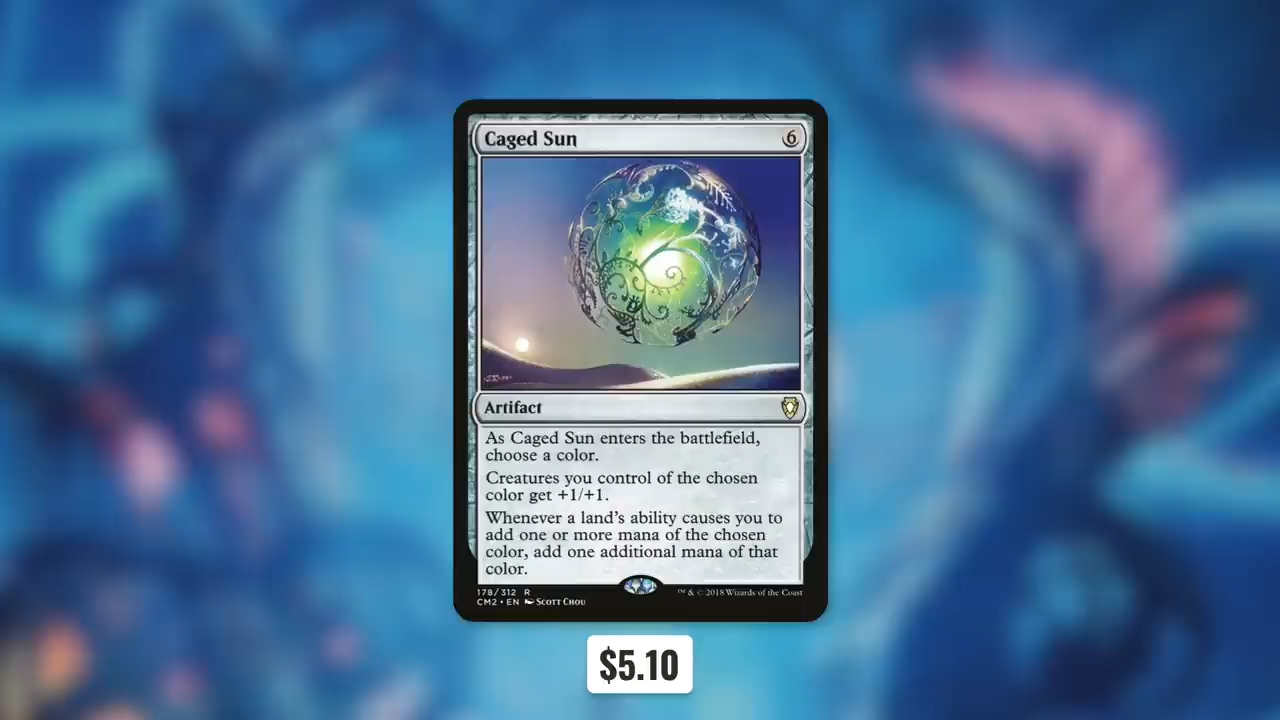 Caged Sun 6
Artifact
As Caged Sun enters the battlefield,
choose a color.
Creatures you control of the chosen
color get +1/+1.
Whenever a land's ability causes you to
add one or more mana of the chosen
color, add one additional mana of that
color.
178/312 R
CM2 • EN Scott Chou
™ & © 2018 Wizards of the Coast
$5.10